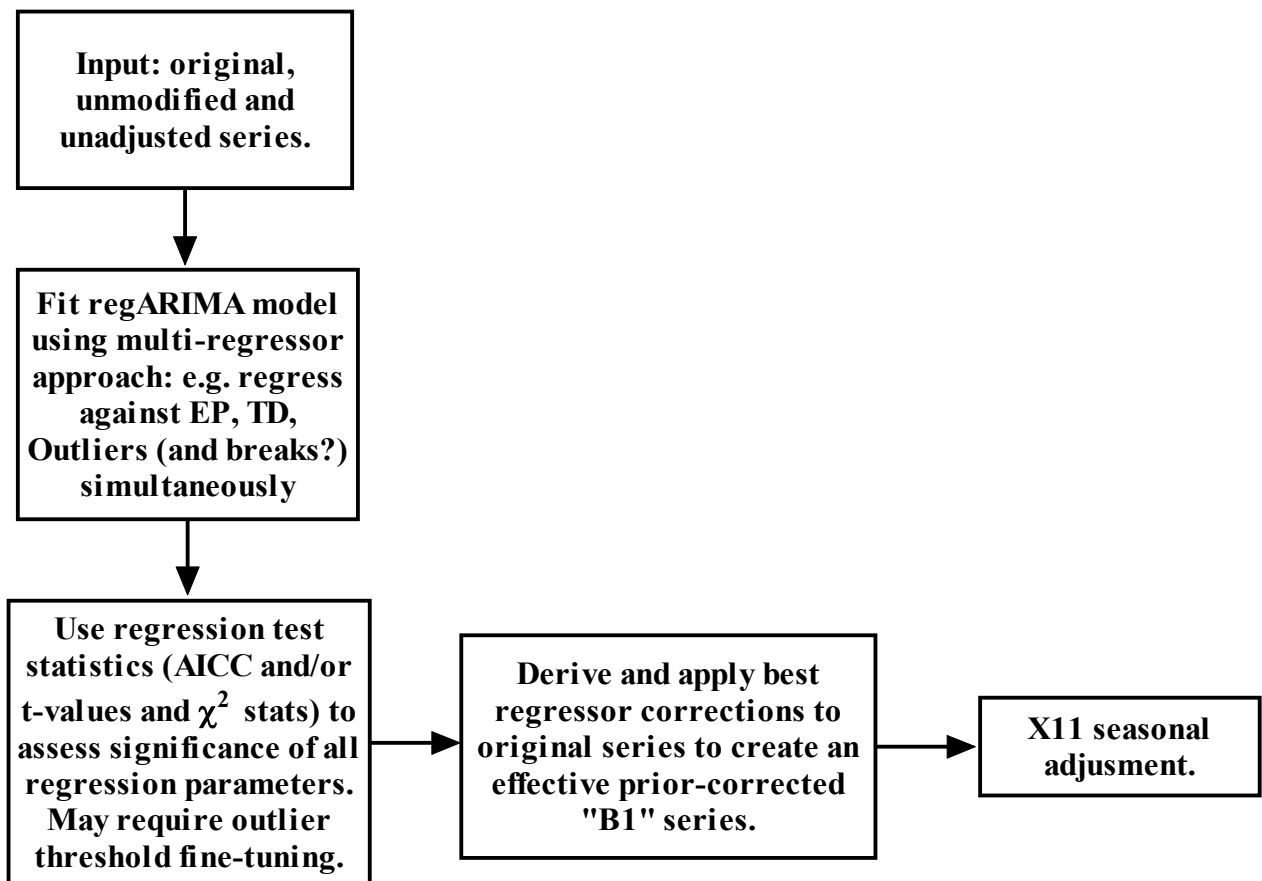 Input: original,
unmodified and
unadjusted series.
Fit regARIMA model
using multi-regressor
approach: e.g. regress
against EP, TD,
Outliers (and breaks?)
simultaneously
Use regression test
statistics (AICC and/or
t-values and χ² stats) to
assess significance of all
regression parameters.
May require outlier
threshold fine-tuning.
Derive and apply best
regressor corrections to
original series to create an
effective prior-corrected
"B1" series.
X11 seasonal
adjusment.